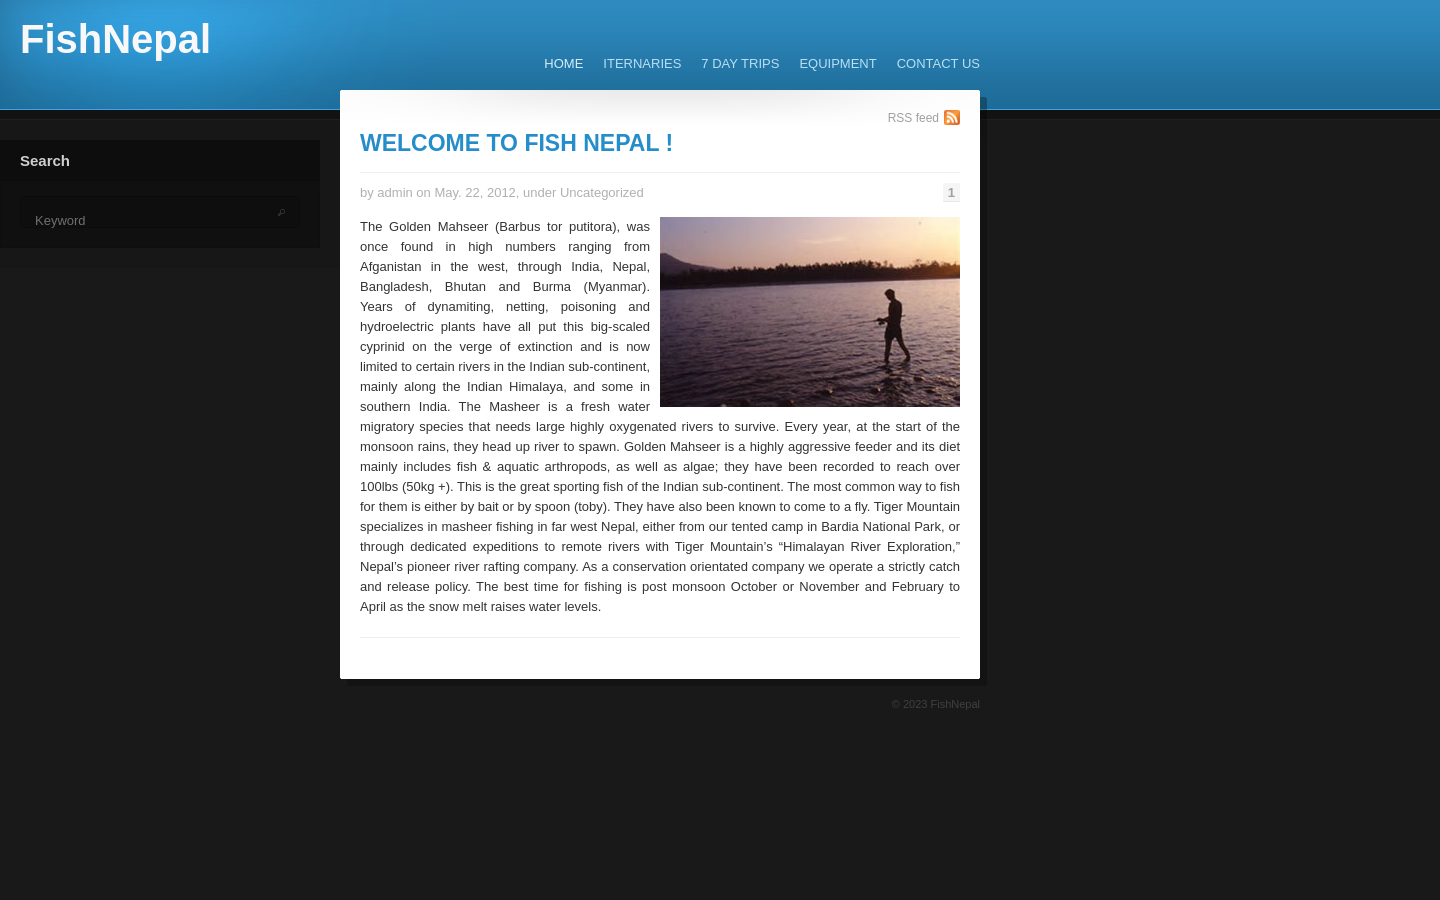 FishNepal
HOME
ITERNARIES
7 DAY TRIPS
EQUIPMENT
CONTACT US
Search
Keyword
RSS feed
WELCOME TO FISH NEPAL !
by admin on May. 22, 2012, under Uncategorized
1
The Golden Mahseer (Barbus tor putitora), was
once found in high numbers ranging from
Afganistan in the west, through India, Nepal,
Bangladesh, Bhutan and Burma (Myanmar).
Years of dynamiting, netting, poisoning and
hydroelectric plants have all put this big-scaled
cyprinid on the verge of extinction and is now
limited to certain rivers in the Indian sub-continent,
mainly along the Indian Himalaya, and some in
southern India. The Masheer is a fresh water
migratory species that needs large highly oxygenated rivers to survive. Every year, at the start of the
monsoon rains, they head up river to spawn. Golden Mahseer is a highly aggressive feeder and its diet
mainly includes fish & aquatic arthropods, as well as algae; they have been recorded to reach over
100lbs (50kg +). This is the great sporting fish of the Indian sub-continent. The most common way to fish
for them is either by bait or by spoon (toby). They have also been known to come to a fly. Tiger Mountain
specializes in masheer fishing in far west Nepal, either from our tented camp in Bardia National Park, or
through dedicated expeditions to remote rivers with Tiger Mountain’s “Himalayan River Exploration,”
Nepal’s pioneer river rafting company. As a conservation orientated company we operate a strictly catch
and release policy. The best time for fishing is post monsoon October or November and February to
April as the snow melt raises water levels.
© 2023 FishNepal